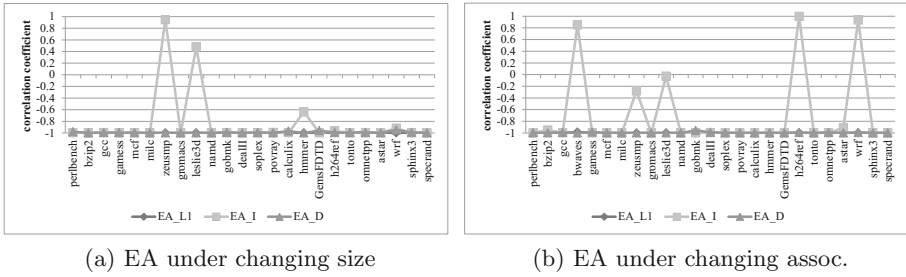 correlation coefficient
1
0.8
0.6
0.4
0.2
0
-0.2
-0.4
-0.6
-0.8
-1
perlbench
bzip2
gcc
gamess
mcf
milc
zeusmp
gromacs
leslie3d
namd
gobmk
dealII
soplex
povray
calculix
hmmer
GemsFDTD
h264ref
tonto
omnetpp
astar
wrf
sphinx3
specrand
EA_L1
EA_I
EA_D
(a) EA under changing size
correlation coefficient
1
0.8
0.6
0.4
0.2
0
-0.2
-0.4
-0.6
-0.8
-1
perlbench
bzip2
gcc
bwaves
gamess
mcf
milc
zeusmp
gromacs
leslie3d
namd
gobmk
dealII
soplex
povray
calculix
hmmer
GemsFDTD
h264ref
tonto
omnetpp
astar
wrf
sphinx3
specrand
EA_L1
EA_I
EA_D
(b) EA under changing assoc.